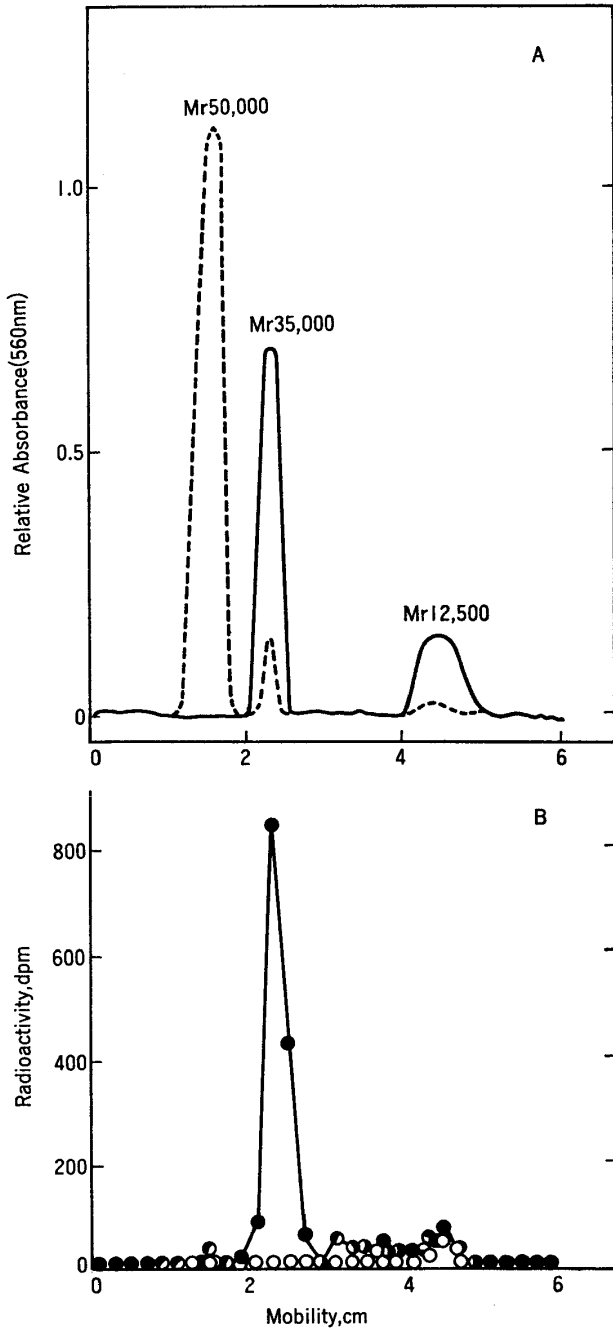 A
Mr50,000
1.0
Mr35,000
Relative Absorbance(560nm)
0.5
Mr12,500
0
0 2 4 6
B
800
600
Radioactivity,dpm
400
200
0
0 2 4 6
Mobility,cm